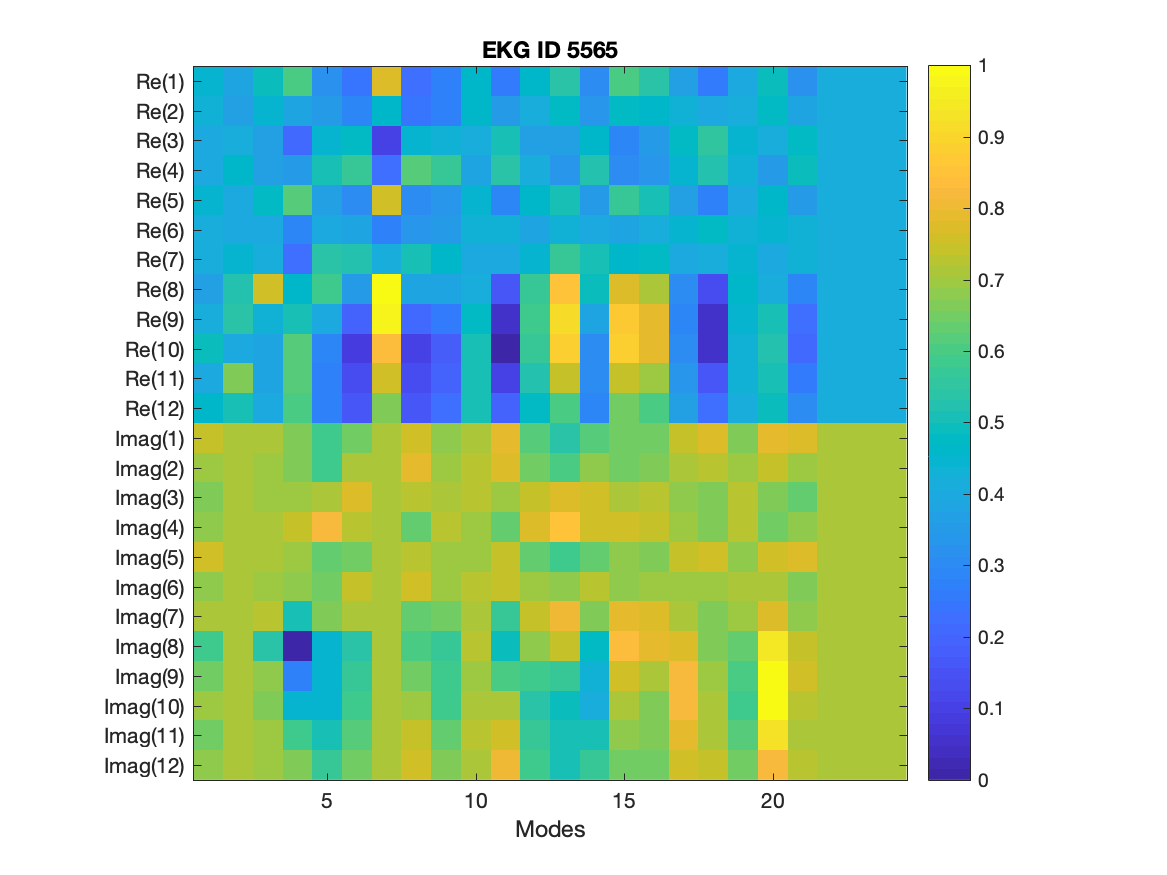 EKG ID 5565
Re(1)
Re(2)
Re(3)
Re(4)
Re(5)
Re(6)
Re(7)
Re(8)
Re(9)
Re(10)
Re(11)
Re(12)
Imag(1)
Imag(2)
Imag(3)
Imag(4)
Imag(5)
Imag(6)
Imag(7)
Imag(8)
Imag(9)
Imag(10)
Imag(11)
Imag(12)
5 10 15 20
Modes
1
0.9
0.8
0.7
0.6
0.5
0.4
0.3
0.2
0.1
0